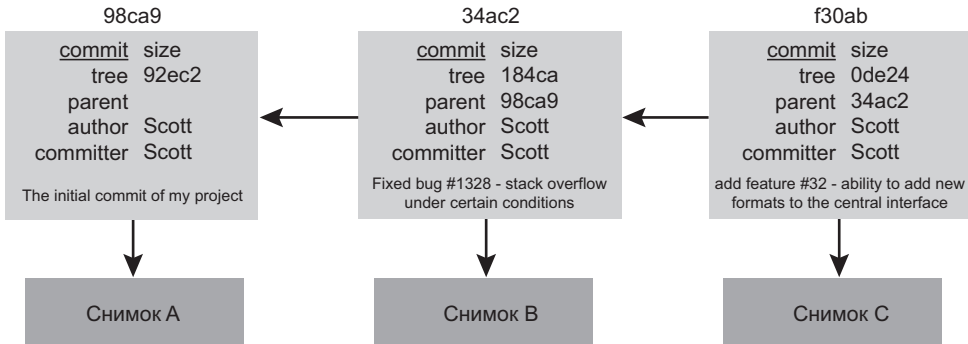 98ca9
commit size
tree 92ec2
parent
author Scott
committer Scott
The initial commit of my project
Снимок А
34ac2
commit size
tree 184ca
parent 98ca9
author Scott
committer Scott
Fixed bug #1328 - stack overflow
under certain conditions
Снимок B
f30ab
commit size
tree 0de24
parent 34ac2
author Scott
committer Scott
add feature #32 - ability to add new
formats to the central interface
Снимок C